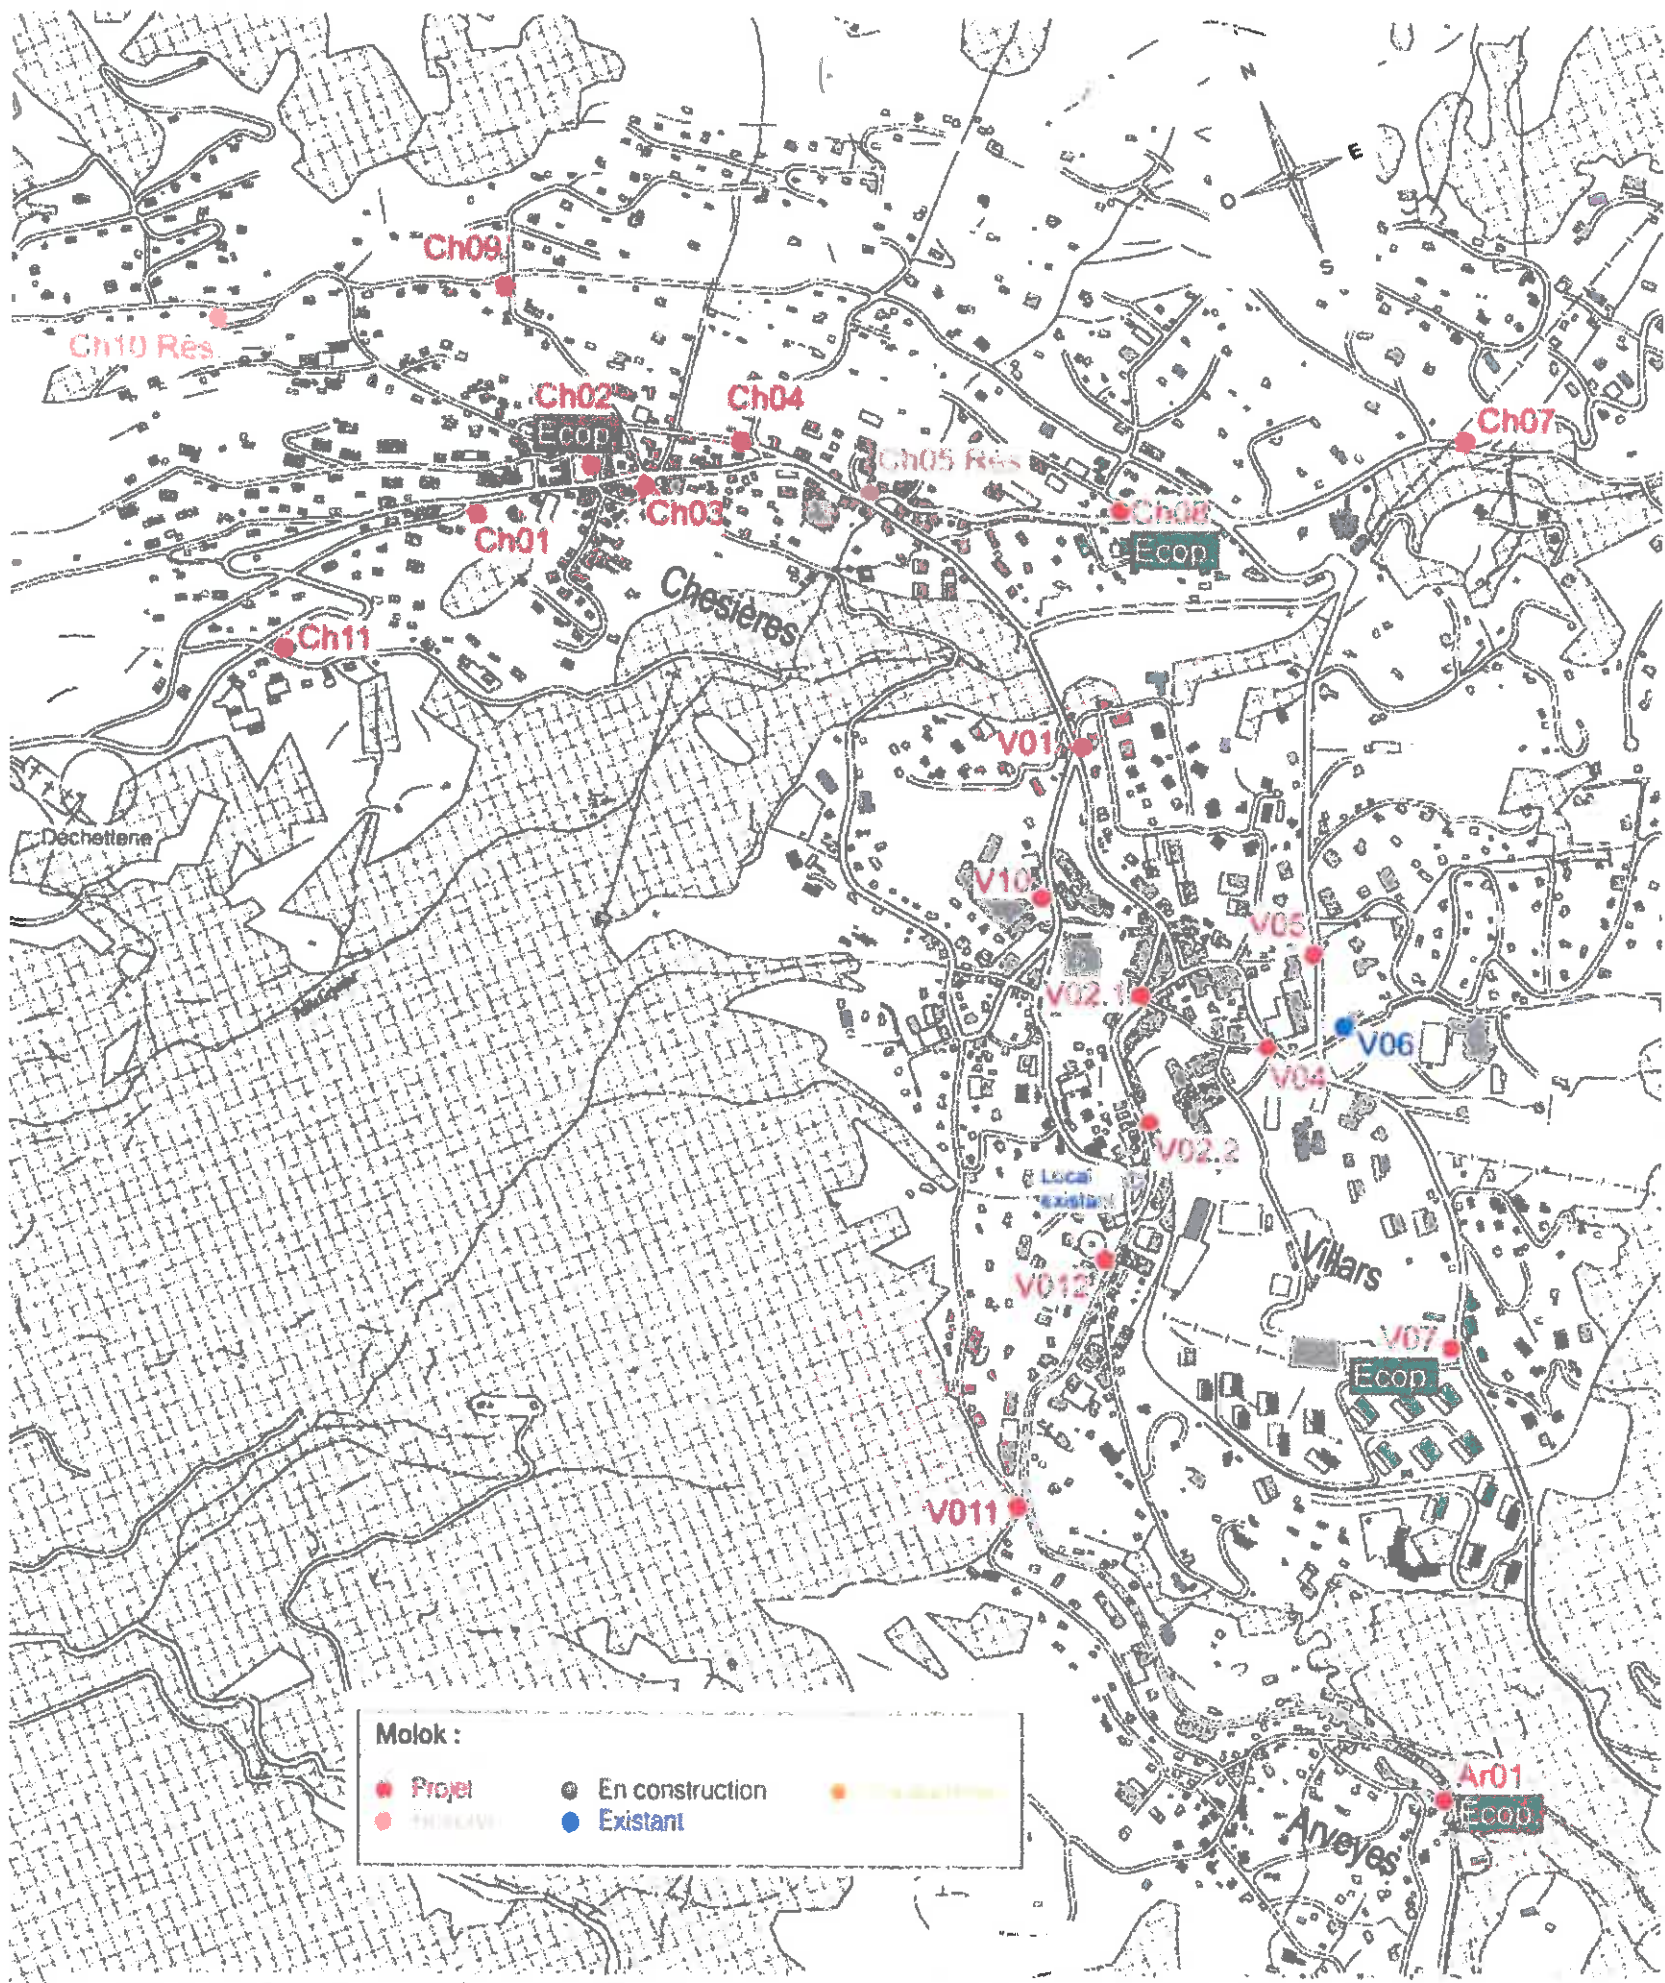 N
E
O
S
Ch09
Ch10 Rés.
Ch02
Ecop.
Ch04
Ch07
Ch05 Rés.
Ch03
Ch01
Ch08
Ecop.
Chesières
Ch11
V01
Déchetterie
V10
V05
V02.1
V06
V04
V02.2
Local
existant
Villars
V012
V07
Ecop.
V011
Molok :
Projet
En construction
Existant
Ar01
Ecop.
Arveyes